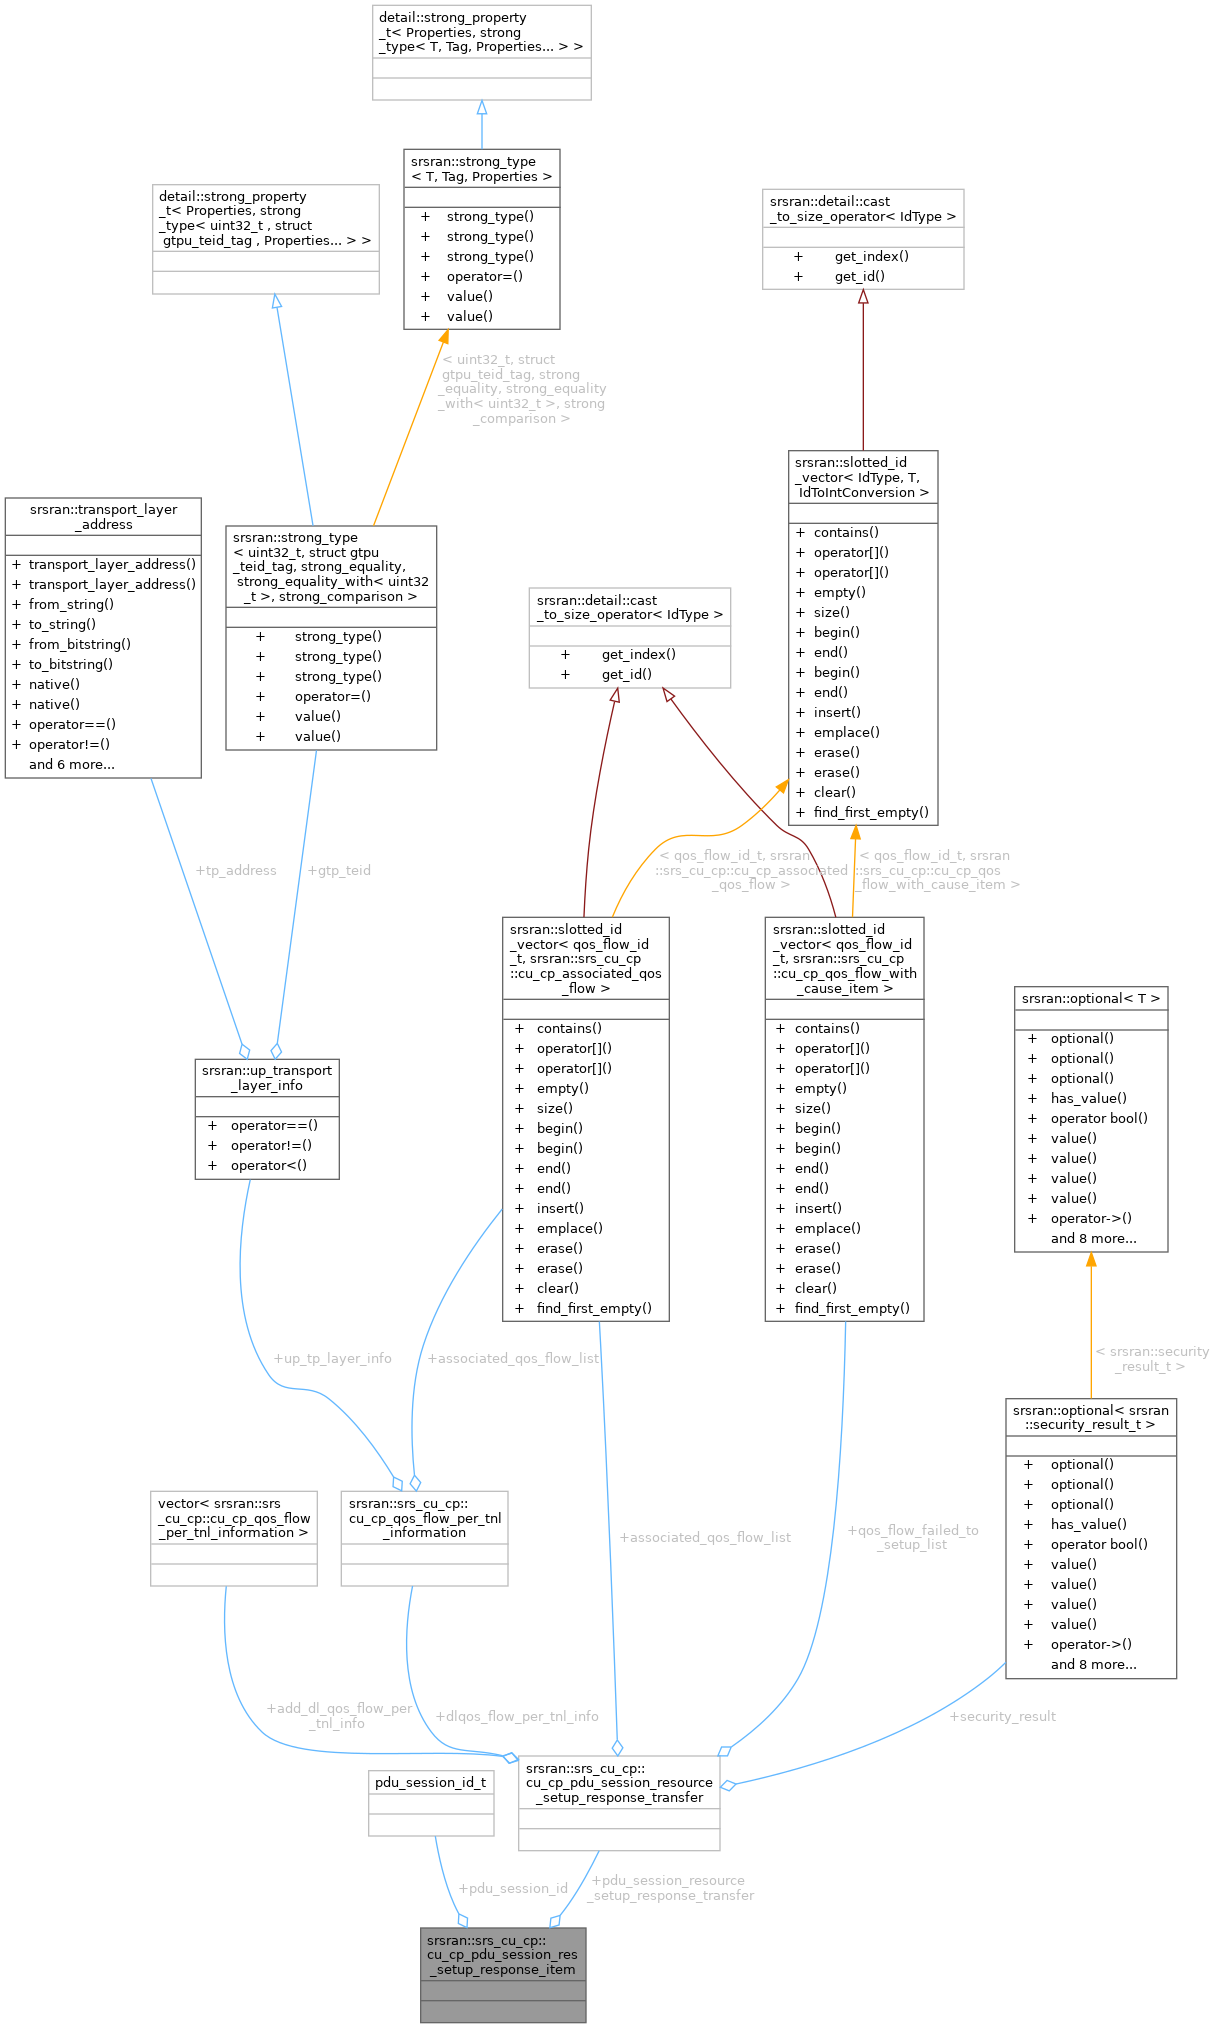 detail::strong_property
_t< Properties, strong
_type< T, Tag, Properties... > >
srsran::strong_type
< T, Tag, Properties >
+ strong_type()
+ strong_type()
+ strong_type()
+ operator=()
+ value()
+ value()
detail::strong_property
_t< Properties, strong
_type< uint32_t , struct
gtpu_teid_tag , Properties... > >
srsran::detail::cast
_to_size_operator< IdType >
+ get_index()
+ get_id()
< uint32_t, struct
gtpu_teid_tag, strong
_equality, strong_equality
_with< uint32_t >, strong
_comparison >
srsran::slotted_id
_vector< IdType, T,
IdToIntConversion >
+ contains()
+ operator[]()
+ operator[]()
+ empty()
+ size()
+ begin()
+ end()
+ begin()
+ end()
+ insert()
+ emplace()
+ erase()
+ erase()
+ clear()
+ find_first_empty()
srsran::transport_layer
_address
+ transport_layer_address()
+ transport_layer_address()
+ from_string()
+ to_string()
+ from_bitstring()
+ to_bitstring()
+ native()
+ native()
+ operator==()
+ operator!=()
and 6 more...
srsran::strong_type
< uint32_t, struct gtpu
_teid_tag, strong_equality,
strong_equality_with< uint32
_t >, strong_comparison >
+ strong_type()
+ strong_type()
+ strong_type()
+ operator=()
+ value()
+ value()
srsran::detail::cast
_to_size_operator< IdType >
+ get_index()
+ get_id()
+tp_address
+gtp_teid
< qos_flow_id_t, srsran
::srs_cu_cp::cu_cp_associated
_qos_flow >
< qos_flow_id_t, srsran
::srs_cu_cp::cu_cp_qos
_flow_with_cause_item >
srsran::slotted_id
_vector< qos_flow_id
_t, srsran::srs_cu_cp
::cu_cp_associated_qos
_flow >
+ contains()
+ operator[]()
+ operator[]()
+ empty()
+ size()
+ begin()
+ begin()
+ end()
+ end()
+ insert()
+ emplace()
+ erase()
+ erase()
+ clear()
+ find_first_empty()
srsran::slotted_id
_vector< qos_flow_id
_t, srsran::srs_cu_cp
::cu_cp_qos_flow_with
_cause_item >
+ contains()
+ operator[]()
+ operator[]()
+ empty()
+ size()
+ begin()
+ begin()
+ end()
+ end()
+ insert()
+ emplace()
+ erase()
+ erase()
+ clear()
+ find_first_empty()
srsran::optional< T >
+ optional()
+ optional()
+ optional()
+ has_value()
+ operator bool()
+ value()
+ value()
+ value()
+ value()
+ operator->()
and 8 more...
srsran::up_transport
_layer_info
+ operator==()
+ operator!=()
+ operator<()
+up_tp_layer_info
+associated_qos_flow_list
< srsran::security
_result_t >
srsran::optional< srsran
::security_result_t >
+ optional()
+ optional()
+ optional()
+ has_value()
+ operator bool()
+ value()
+ value()
+ value()
+ value()
+ operator->()
and 8 more...
vector< srsran::srs
_cu_cp::cu_cp_qos_flow
_per_tnl_information >
srsran::srs_cu_cp::
cu_cp_qos_flow_per_tnl
_information
+associated_qos_flow_list
+qos_flow_failed_to
_setup_list
+add_dl_qos_flow_per
_tnl_info
+dlqos_flow_per_tnl_info
+security_result
srsran::srs_cu_cp::
cu_cp_pdu_session_resource
_setup_response_transfer
pdu_session_id_t
+pdu_session_id
+pdu_session_resource
_setup_response_transfer
srsran::srs_cu_cp::
cu_cp_pdu_session_res
_setup_response_item